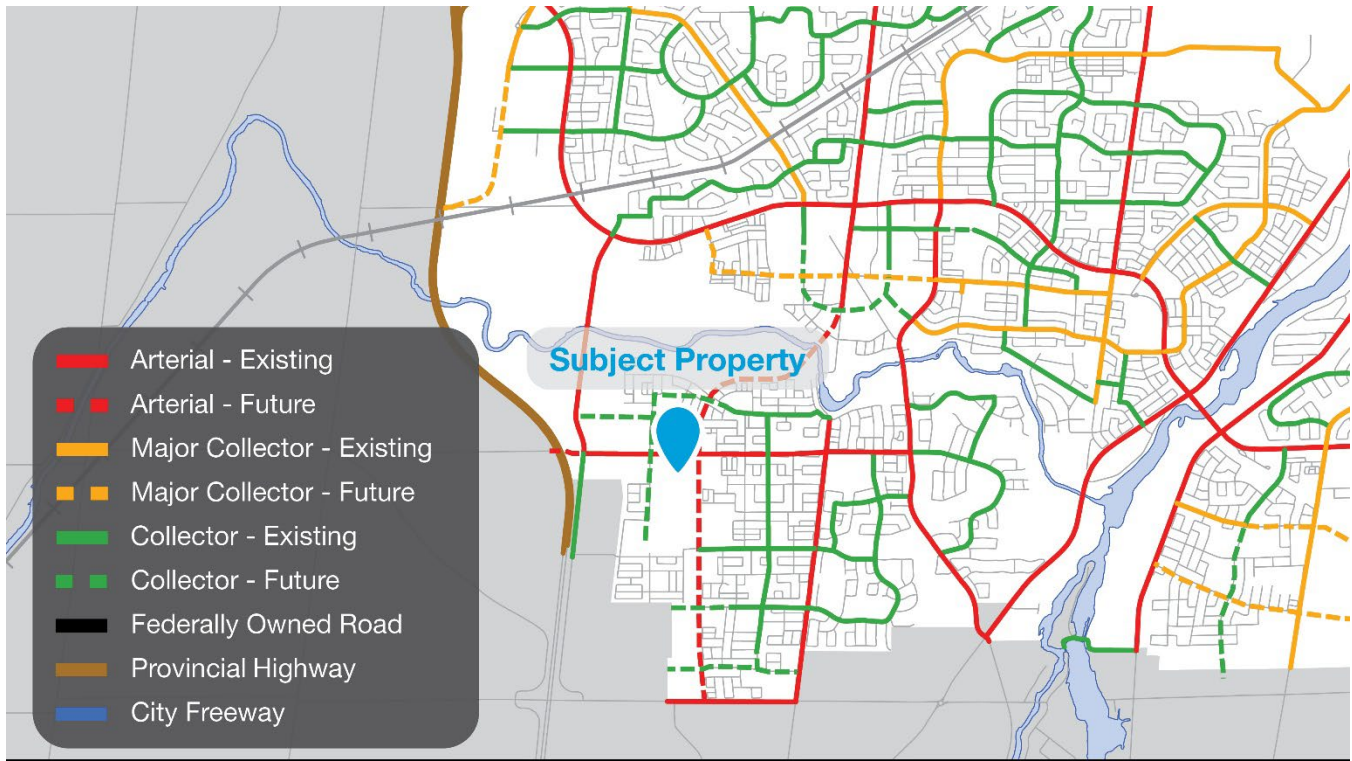 Subject Property
Arterial - Existing
Arterial - Future
Major Collector - Existing
Major Collector - Future
Collector - Existing
Collector - Future
Federally Owned Road
Provincial Highway
City Freeway